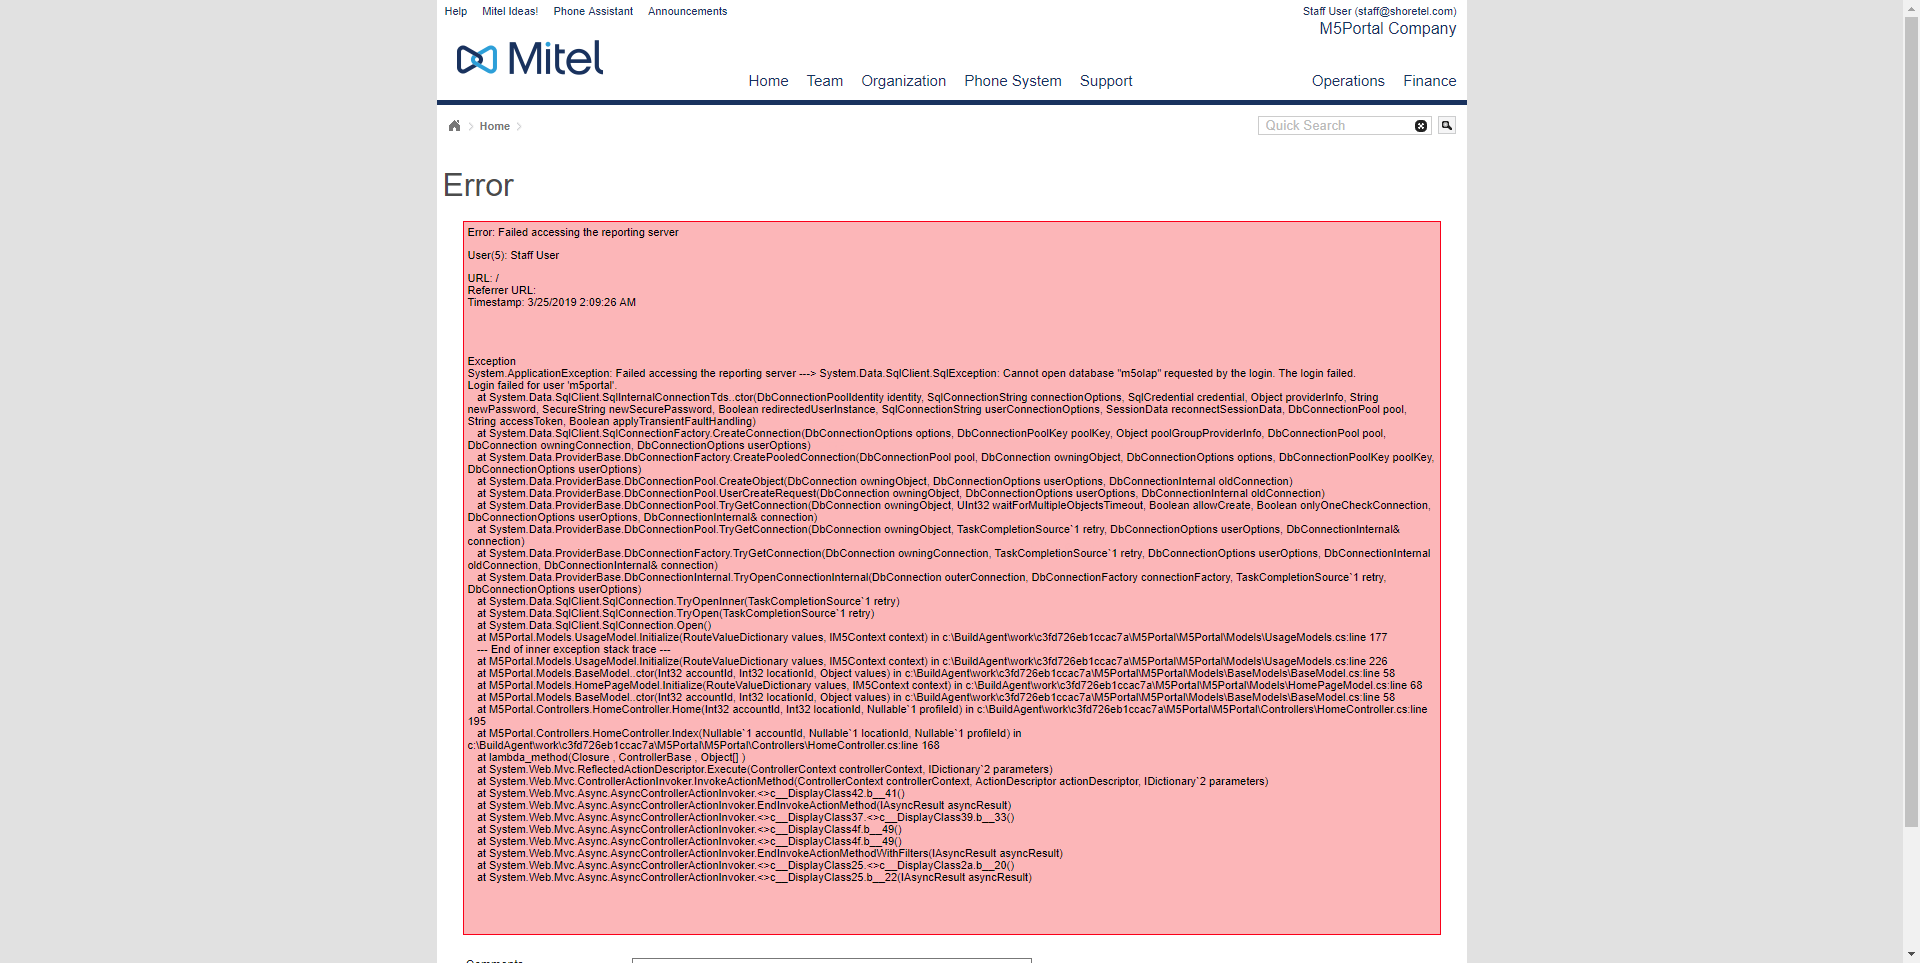 Help Mitel Ideas! Phone Assistant Announcements
Staff User (staff@shoretel.com)
M5Portal Company
Mitel
Home Team Organization Phone System Support Operations Finance
Home
Quick Search
Error
Error: Failed accessing the reporting server
User(5): Staff User
URL: /
Referrer URL:
Timestamp: 3/25/2019 2:09:26 AM
Exception
System.ApplicationException: Failed accessing the reporting server ---> System.Data.SqlClient.SqlException: Cannot open database "m5olap" requested by the login. The login failed.
Login failed for user 'm5portal'.
at System.Data.SqlClient.SqlInternalConnectionTds..ctor(DbConnectionPoolIdentity identity, SqlConnectionString connectionOptions, SqlCredential credential, Object providerInfo, String
newPassword, SecureString newSecurePassword, Boolean redirectedUserInstance, SqlConnectionString userConnectionOptions, SessionData reconnectSessionData, DbConnectionPool pool,
String accessToken, Boolean applyTransientFaultHandling)
at System.Data.SqlClient.SqlConnectionFactory.CreateConnection(DbConnectionOptions options, DbConnectionPoolKey poolKey, Object poolGroupProviderInfo, DbConnectionPool pool,
DbConnection owningConnection, DbConnectionOptions userOptions)
at System.Data.ProviderBase.DbConnectionFactory.CreatePooledConnection(DbConnectionPool pool, DbConnection owningObject, DbConnectionOptions options, DbConnectionPoolKey poolKey,
DbConnectionOptions userOptions)
at System.Data.ProviderBase.DbConnectionPool.CreateObject(DbConnection owningObject, DbConnectionOptions userOptions, DbConnectionInternal oldConnection)
at System.Data.ProviderBase.DbConnectionPool.UserCreateRequest(DbConnection owningObject, DbConnectionOptions userOptions, DbConnectionInternal oldConnection)
at System.Data.ProviderBase.DbConnectionPool.TryGetConnection(DbConnection owningObject, UInt32 waitForMultipleObjectsTimeout, Boolean allowCreate, Boolean onlyOneCheckConnection,
DbConnectionOptions userOptions, DbConnectionInternal& connection)
at System.Data.ProviderBase.DbConnectionPool.TryGetConnection(DbConnection owningObject, TaskCompletionSource`1 retry, DbConnectionOptions userOptions, DbConnectionInternal&
connection)
at System.Data.ProviderBase.DbConnectionFactory.TryGetConnection(DbConnection owningConnection, TaskCompletionSource`1 retry, DbConnectionOptions userOptions, DbConnectionInternal
oldConnection, DbConnectionInternal& connection)
at System.Data.ProviderBase.DbConnectionInternal.TryOpenConnectionInternal(DbConnection outerConnection, DbConnectionFactory connectionFactory, TaskCompletionSource`1 retry,
DbConnectionOptions userOptions)
at System.Data.SqlClient.SqlConnection.TryOpenInner(TaskCompletionSource`1 retry)
at System.Data.SqlClient.SqlConnection.TryOpen(TaskCompletionSource`1 retry)
at System.Data.SqlClient.SqlConnection.Open()
at M5Portal.Models.UsageModel.Initialize(RouteValueDictionary values, IM5Context context) in c:\BuildAgent\work\c3fd726eb1ccac7a\M5Portal\M5Portal\Models\UsageModels.cs:line 177
--- End of inner exception stack trace ---
at M5Portal.Models.UsageModel.Initialize(RouteValueDictionary values, IM5Context context) in c:\BuildAgent\work\c3fd726eb1ccac7a\M5Portal\M5Portal\Models\UsageModels.cs:line 226
at M5Portal.Models.BaseModel..ctor(Int32 accountId, Int32 locationId, Object values) in c:\BuildAgent\work\c3fd726eb1ccac7a\M5Portal\M5Portal\Models\BaseModels\BaseModel.cs:line 58
at M5Portal.Models.HomePageModel.Initialize(RouteValueDictionary values, IM5Context context) in c:\BuildAgent\work\c3fd726eb1ccac7a\M5Portal\M5Portal\Models\HomePageModel.cs:line 68
at M5Portal.Models.BaseModel..ctor(Int32 accountId, Int32 locationId, Object values) in c:\BuildAgent\work\c3fd726eb1ccac7a\M5Portal\M5Portal\Models\BaseModels\BaseModel.cs:line 58
at M5Portal.Controllers.HomeController.Home(Int32 accountId, Int32 locationId, Nullable`1 profileId) in c:\BuildAgent\work\c3fd726eb1ccac7a\M5Portal\M5Portal\Controllers\HomeController.cs:line
195
at M5Portal.Controllers.HomeController.Index(Nullable`1 accountId, Nullable`1 locationId, Nullable`1 profileId) in
c:\BuildAgent\work\c3fd726eb1ccac7a\M5Portal\M5Portal\Controllers\HomeController.cs:line 168
at lambda_method(Closure , ControllerBase , Object[] )
at System.Web.Mvc.ReflectedActionDescriptor.Execute(ControllerContext controllerContext, IDictionary`2 parameters)
at System.Web.Mvc.ControllerActionInvoker.InvokeActionMethod(ControllerContext controllerContext, ActionDescriptor actionDescriptor, IDictionary`2 parameters)
at System.Web.Mvc.Async.AsyncControllerActionInvoker.<>c__DisplayClass42.b__41()
at System.Web.Mvc.Async.AsyncControllerActionInvoker.EndInvokeActionMethod(IAsyncResult asyncResult)
at System.Web.Mvc.Async.AsyncControllerActionInvoker.<>c__DisplayClass37.<>c__DisplayClass39.b__33()
at System.Web.Mvc.Async.AsyncControllerActionInvoker.<>c__DisplayClass4f.b__49()
at System.Web.Mvc.Async.AsyncControllerActionInvoker.<>c__DisplayClass4f.b__49()
at System.Web.Mvc.Async.AsyncControllerActionInvoker.EndInvokeActionMethodWithFilters(IAsyncResult asyncResult)
at System.Web.Mvc.Async.AsyncControllerActionInvoker.<>c__DisplayClass25.<>c__DisplayClass2a.b__20()
at System.Web.Mvc.Async.AsyncControllerActionInvoker.<>c__DisplayClass25.b__22(IAsyncResult asyncResult)